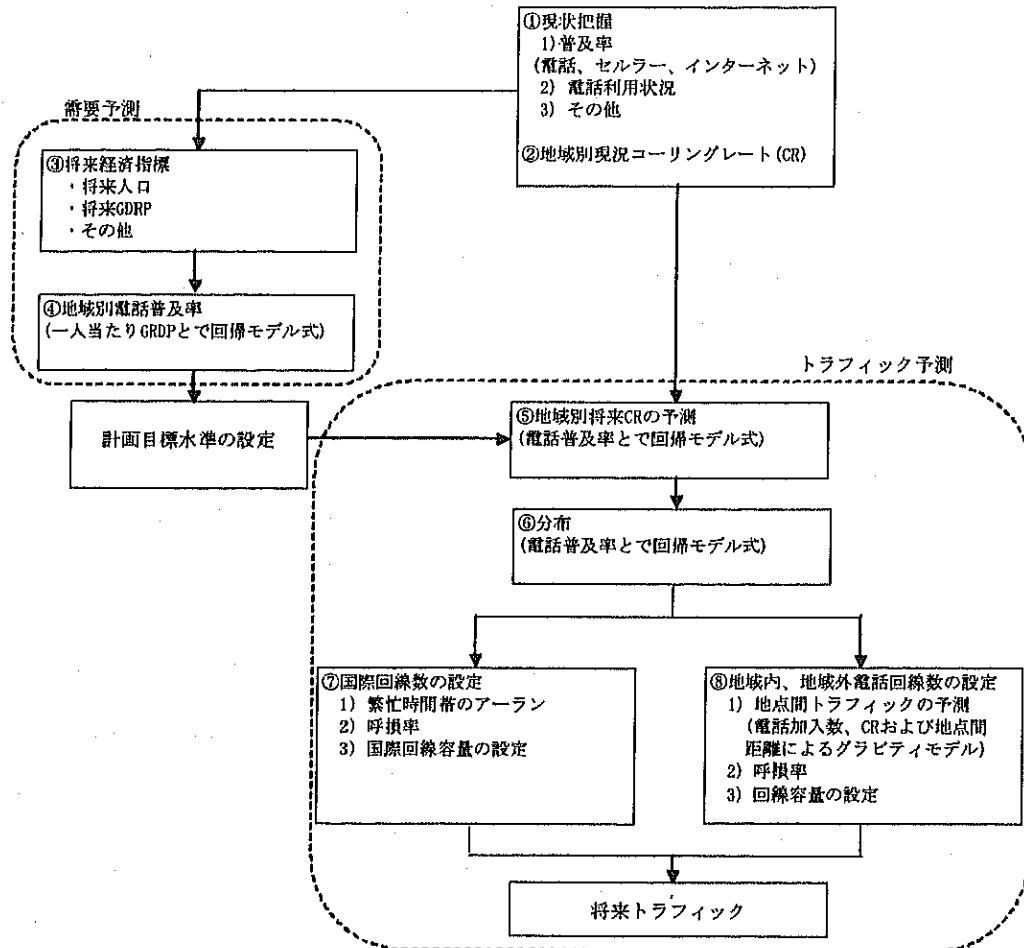 ①現状把握
1)普及率
(電話、セルラー、インターネット)
2) 電話利用状況
3) その他
②地域別現況コーリングレート(CR)
需要予測
③将来経済指標
・将来人口
・将来GDRP
・その他
④地域別電話普及率
(一人当たりGRDPとで回帰モデル式)
トラフィック予測
計画目標水準の設定
⑤地域別将来CRの予測
(電話普及率とで回帰モデル式)
⑥分布
(電話普及率とで回帰モデル式)
⑦国際回線数の設定
1) 繁忙時間帯のアーラン
2) 呼損率
3) 国際回線容量の設定
⑧地域内、地域外電話回線数の設定
1) 地点間トラフィックの予測
(電話加入数、CRおよび地点間
距離によるグラビティモデル)
2) 呼損率
3) 回線容量の設定
将来トラフィック